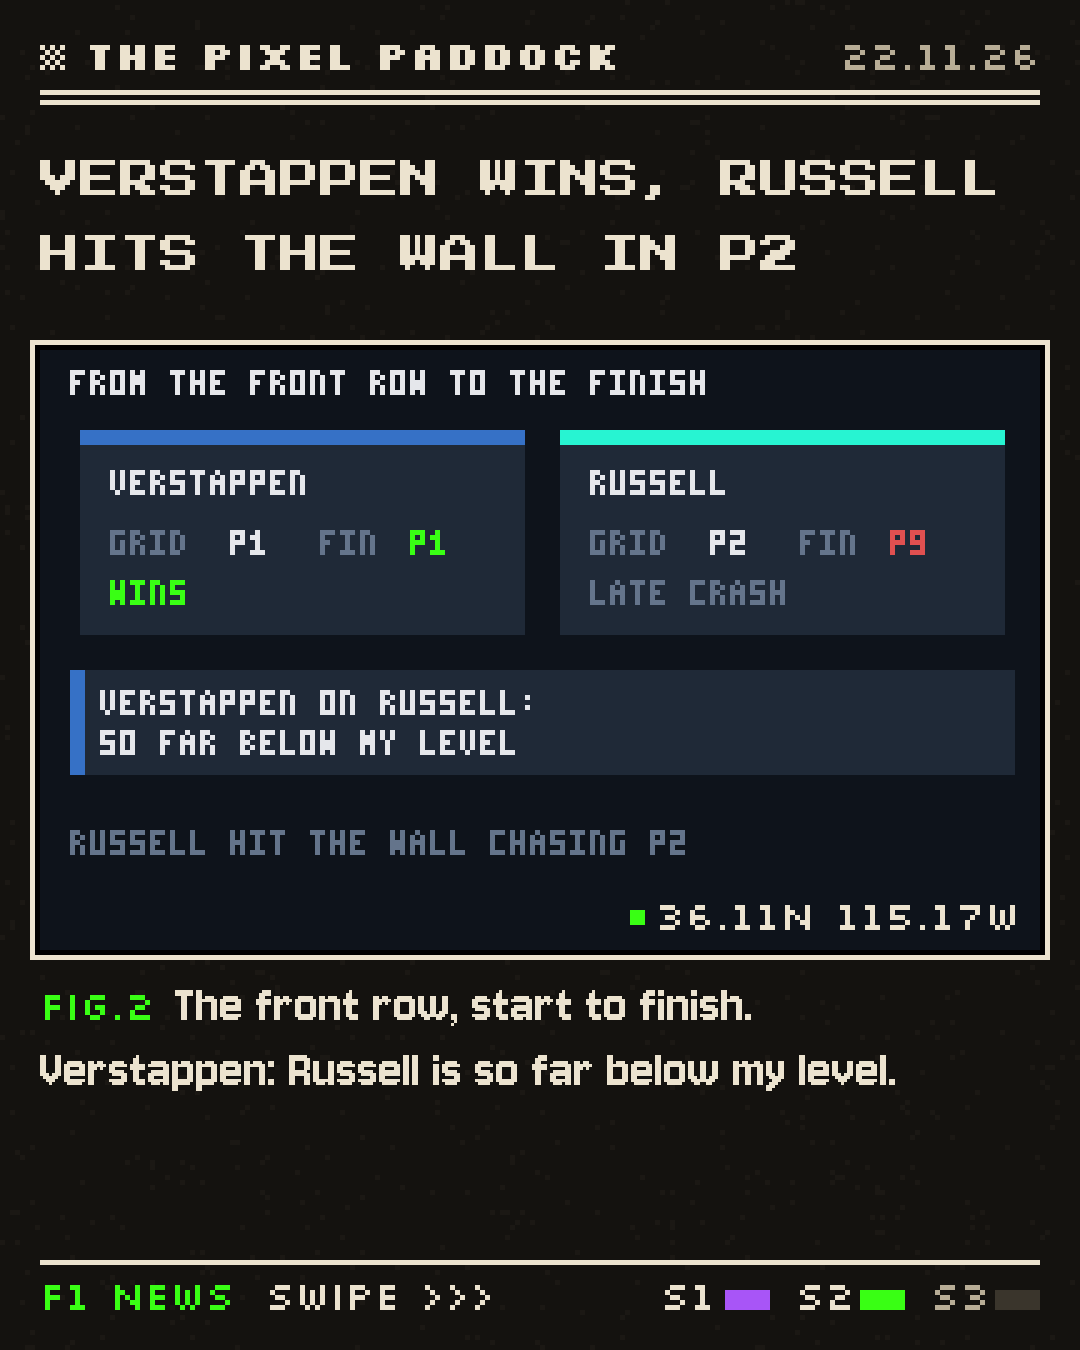 THE PIXEL PADDOCK 22.11.26
VERSTAPPEN WINS, RUSSELL
HITS THE WALL IN P2
FROM THE FRONT ROW TO THE FINISH
VERSTAPPEN
GRID P1 FIN P1
WINS
RUSSELL
GRID P2 FIN P9
LATE CRASH
VERSTAPPEN ON RUSSELL:
SO FAR BELOW MY LEVEL
RUSSELL HIT THE WALL CHASING P2
36.11N 115.17W
FIG.2 The front row, start to finish.
Verstappen: Russell is so far below my level.
F1 NEWS SWIPE >>> S1 S2 S3